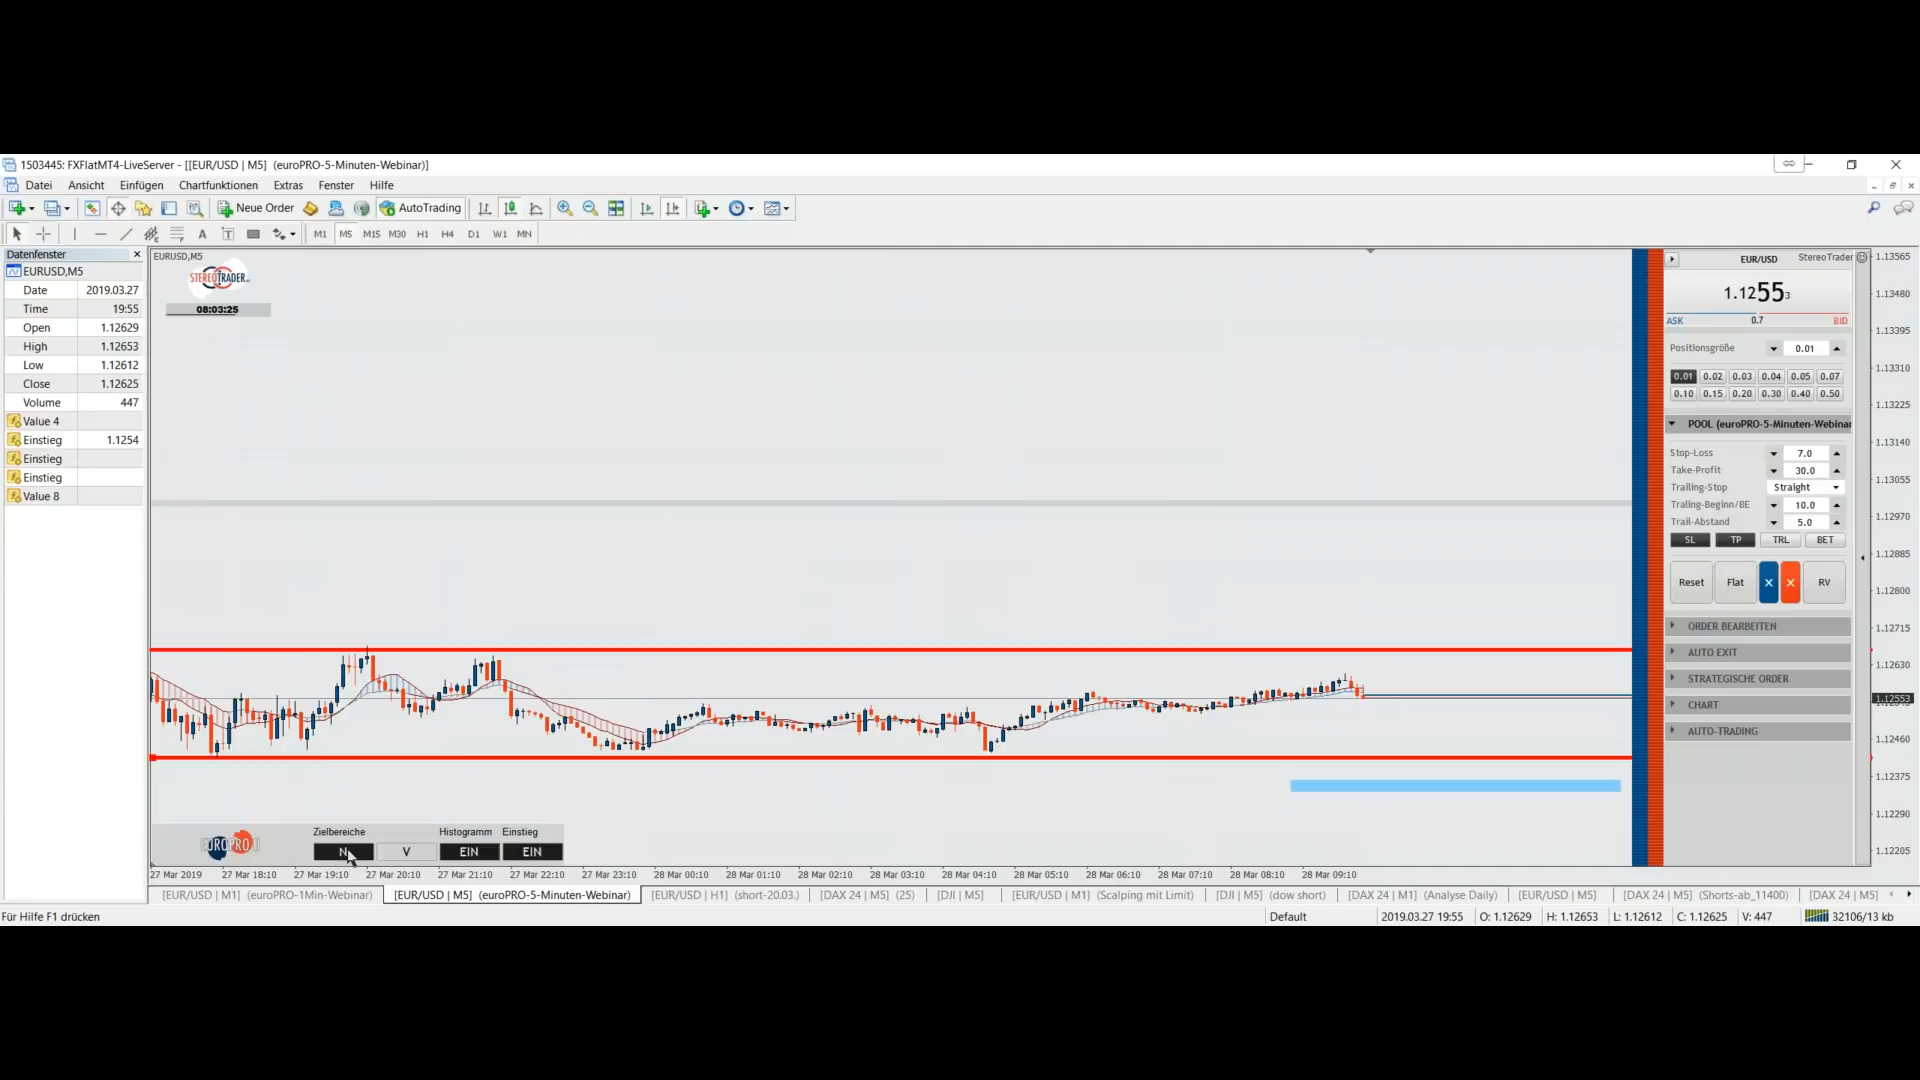 1503445: FXFlatMT4-LiveServer - [[EUR/USD | M5] (euroPRO-5-Minuten-Webinar)]
Datei Ansicht Einfügen Chartfunktionen Extras Fenster Hilfe
Neue Order AutoTrading
A T M1 M5 M15 M30 H1 H4 D1 W1 MN
Datenfenster
EURUSD,M5
Date 2019.03.27
Time 19:55
Open 1.12629
High 1.12653
Low 1.12612
Close 1.12625
Volume 447
Value 4
Einstieg 1.1254
Einstieg
Einstieg
Value 8
EURUSD,M5
STEREOTRADER
08:03:25
EUROPRO II
Zielbereiche Histogramm Einstieg
N V EIN EIN
27 Mar 2019 27 Mar 18:10 27 Mar 19:10 27 Mar 20:10 27 Mar 21:10 27 Mar 22:10 27 Mar 23:10 28 Mar 00:10 28 Mar 01:10 28 Mar 02:10 28 Mar 03:10 28 Mar 04:10 28 Mar 05:10 28 Mar 06:10 28 Mar 07:10 28 Mar 08:10 28 Mar 09:10
EUR/USD StereoTrader
1.12553
ASK 0.7 BID
Positionsgröße 0.01
0.01 0.02 0.03 0.04 0.05 0.07
0.10 0.15 0.20 0.30 0.40 0.50
POOL (euroPRO-5-Minuten-Webinar
Stop-Loss 7.0
Take-Profit 30.0
Trailing-Stop Straight
Traling-Beginn/BE 10.0
Trail-Abstand 5.0
SL TP TRL BET
Reset Flat × × RV
ORDER BEARBEITEN
AUTO EXIT
STRATEGISCHE ORDER
CHART
AUTO-TRADING
1.13565
1.13480
1.13395
1.13310
1.13225
1.13140
1.13055
1.12970
1.12885
1.12800
1.12715
1.12630
1.12553
1.12460
1.12375
1.12290
1.12205
[EUR/USD | M1] (euroPRO-1Min-Webinar) [EUR/USD | M5] (euroPRO-5-Minuten-Webinar) [EUR/USD | H1] (short-20.03.) [DAX 24 | M5] (25) [DJI | M5] [EUR/USD | M1] (Scalping mit Limit) [DJI | M5] (dow short) [DAX 24 | M1] (Analyse Daily) [EUR/USD | M5] [DAX 24 | M5] (Shorts-ab_11400) [DAX 24 | M5]
Für Hilfe F1 drücken Default 2019.03.27 19:55 O: 1.12629 H: 1.12653 L: 1.12612 C: 1.12625 V: 447 32106/13 kb